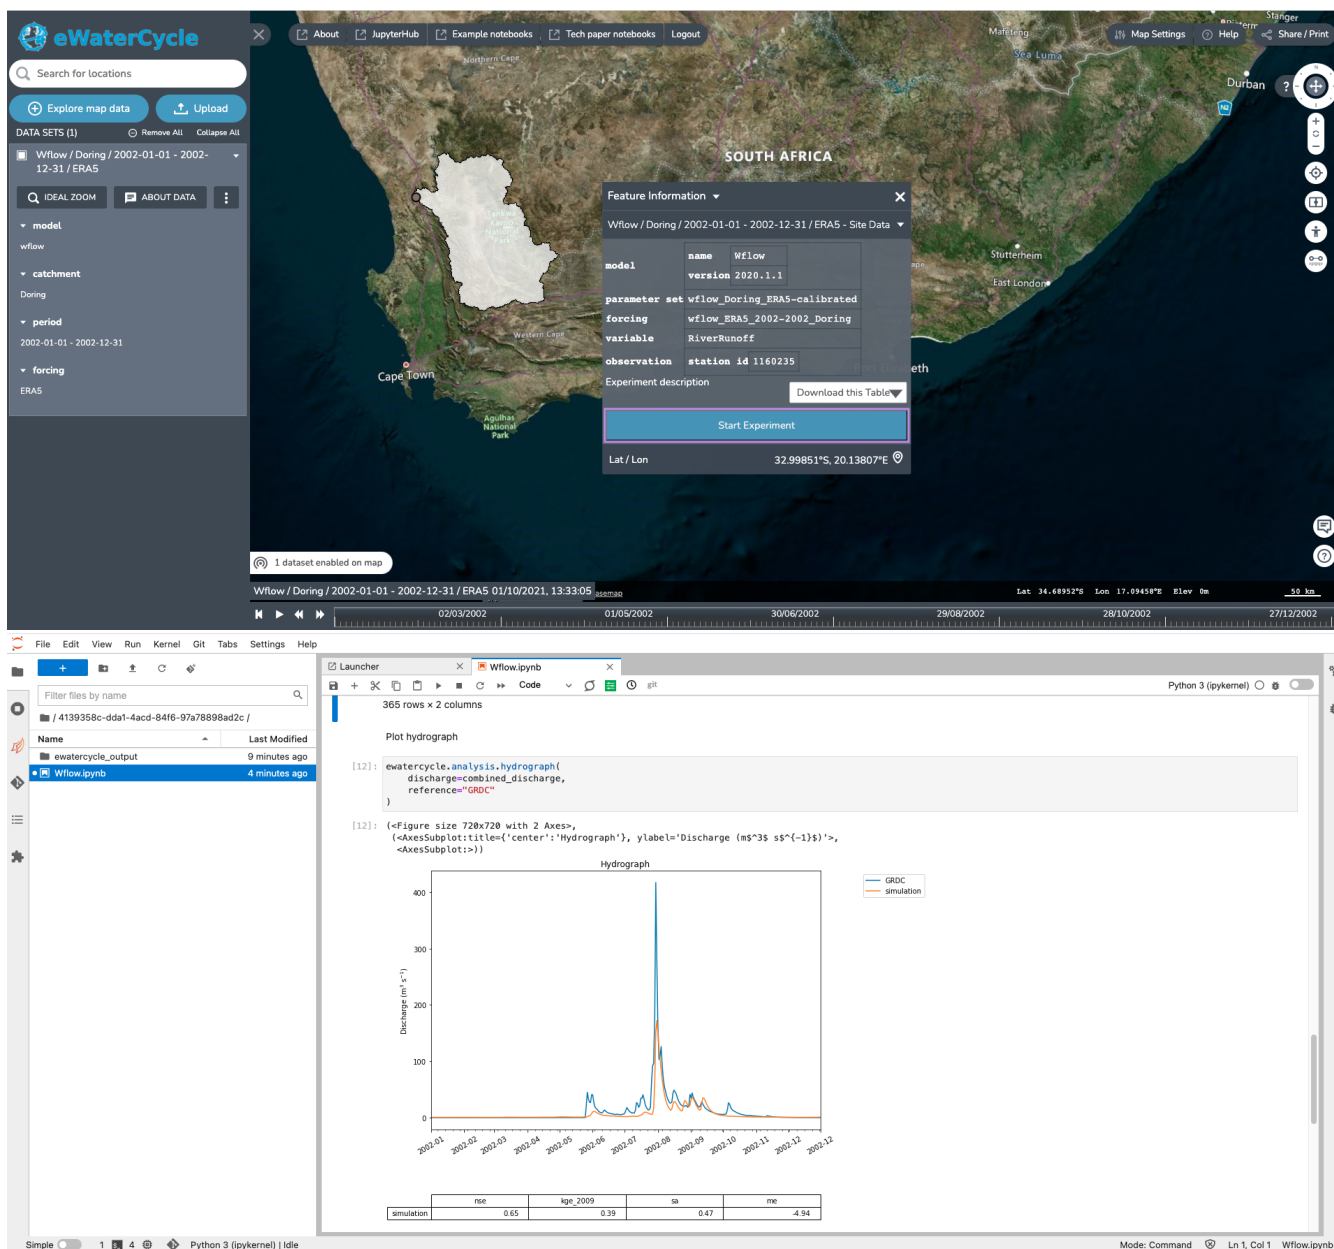 eWaterCycle
About
JupyterHub
Example notebooks
Tech paper notebooks
Logout
Map Settings
Help
Share / Print
Search for locations
Explore map data
Upload
DATA SETS (1)
Remove All
Collapse All
Wflow / Doring / 2002-01-01 - 2002-
12-31 / ERA5
IDEAL ZOOM
ABOUT DATA
model
wflow
catchment
Doring
period
2002-01-01 - 2002-12-31
forcing
ERA5
Northern Cape
Mafeteng
Stanger
Sea Luma
Durban
N2
SOUTH AFRICA
National
Park
Stutterheim
East London
Western Cape
Cape Town
Agulhas
National
Park
Feature Information
Wflow / Doring / 2002-01-01 - 2002-12-31 / ERA5 - Site Data
model
name Wflow
version 2020.1.1
parameter set wflow_Doring_ERA5-calibrated
forcing wflow_ERA5_2002-2002_Doring
variable RiverRunoff
observation station id 1160235
Experiment description
Download this Table
Start Experiment
Lat / Lon 32.99851°S, 20.13807°E
1 dataset enabled on map
Wflow / Doring / 2002-01-01 - 2002-12-31 / ERA5 01/10/2021, 13:33:05
Lat 34.68952°S Lon 17.09458°E Elev 0m
50 km
02/03/2002
01/05/2002
30/06/2002
29/08/2002
28/10/2002
27/12/2002
File Edit View Run Kernel Git Tabs Settings Help
Launcher
Wflow.ipynb
Code
git
Python 3 (ipykernel)
Filter files by name
/ 4139358c-dda1-4acd-84f6-97a78898ad2c /
Name Last Modified
ewatercycle_output 9 minutes ago
Wflow.ipynb 4 minutes ago
365 rows × 2 columns
Plot hydrograph
[12]: ewatercycle.analysis.hydrograph(
discharge=combined_discharge,
reference="GRDC"
)
[12]: (<Figure size 720x720 with 2 Axes>,
(<AxesSubplot:title={'center':'Hydrograph'}, ylabel='Discharge (m$^3$ s$^{-1}$)'>,
<AxesSubplot:>))
Hydrograph
GRDC
simulation
400
300
200
100
0
Discharge (m³ s⁻¹)
2002-01
2002-02
2002-03
2002-04
2002-05
2002-06
2002-07
2002-08
2002-09
2002-10
2002-11
2002-12
2002-12
nse kge_2009 sa me
simulation 0.65 0.39 0.47 -4.94
Simple
1
4
Python 3 (ipykernel) | Idle
Mode: Command
Ln 1, Col 1
Wflow.ipynb